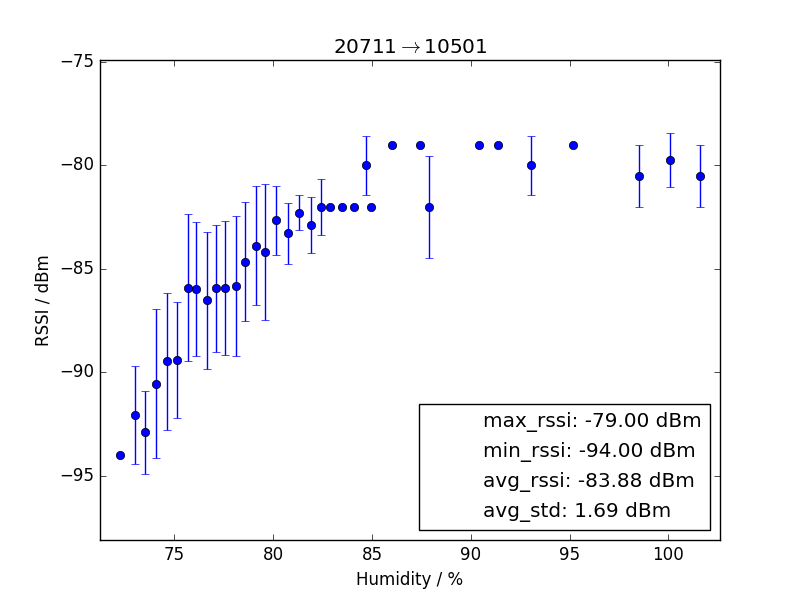 20711→10501
−75
−80
−85
−90
−95
RSSI / dBm
max_rssi: -79.00 dBm
min_rssi: -94.00 dBm
avg_rssi: -83.88 dBm
avg_std: 1.69 dBm
75 80 85 90 95 100
Humidity / %